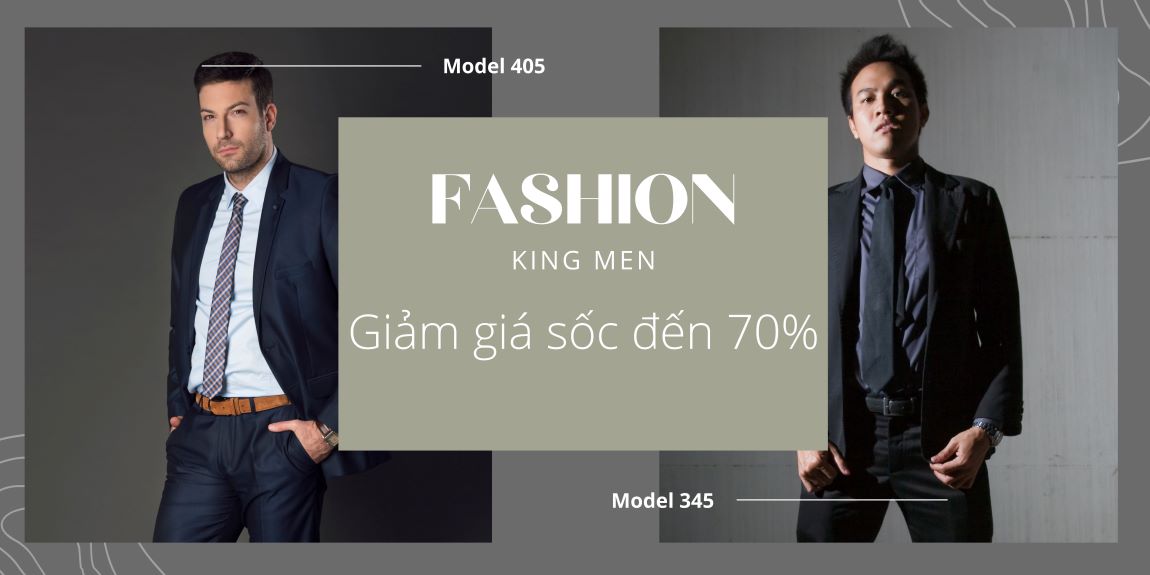 Model 405
FASHION
KING MEN
Giảm giá sốc đến 70%
Model 345